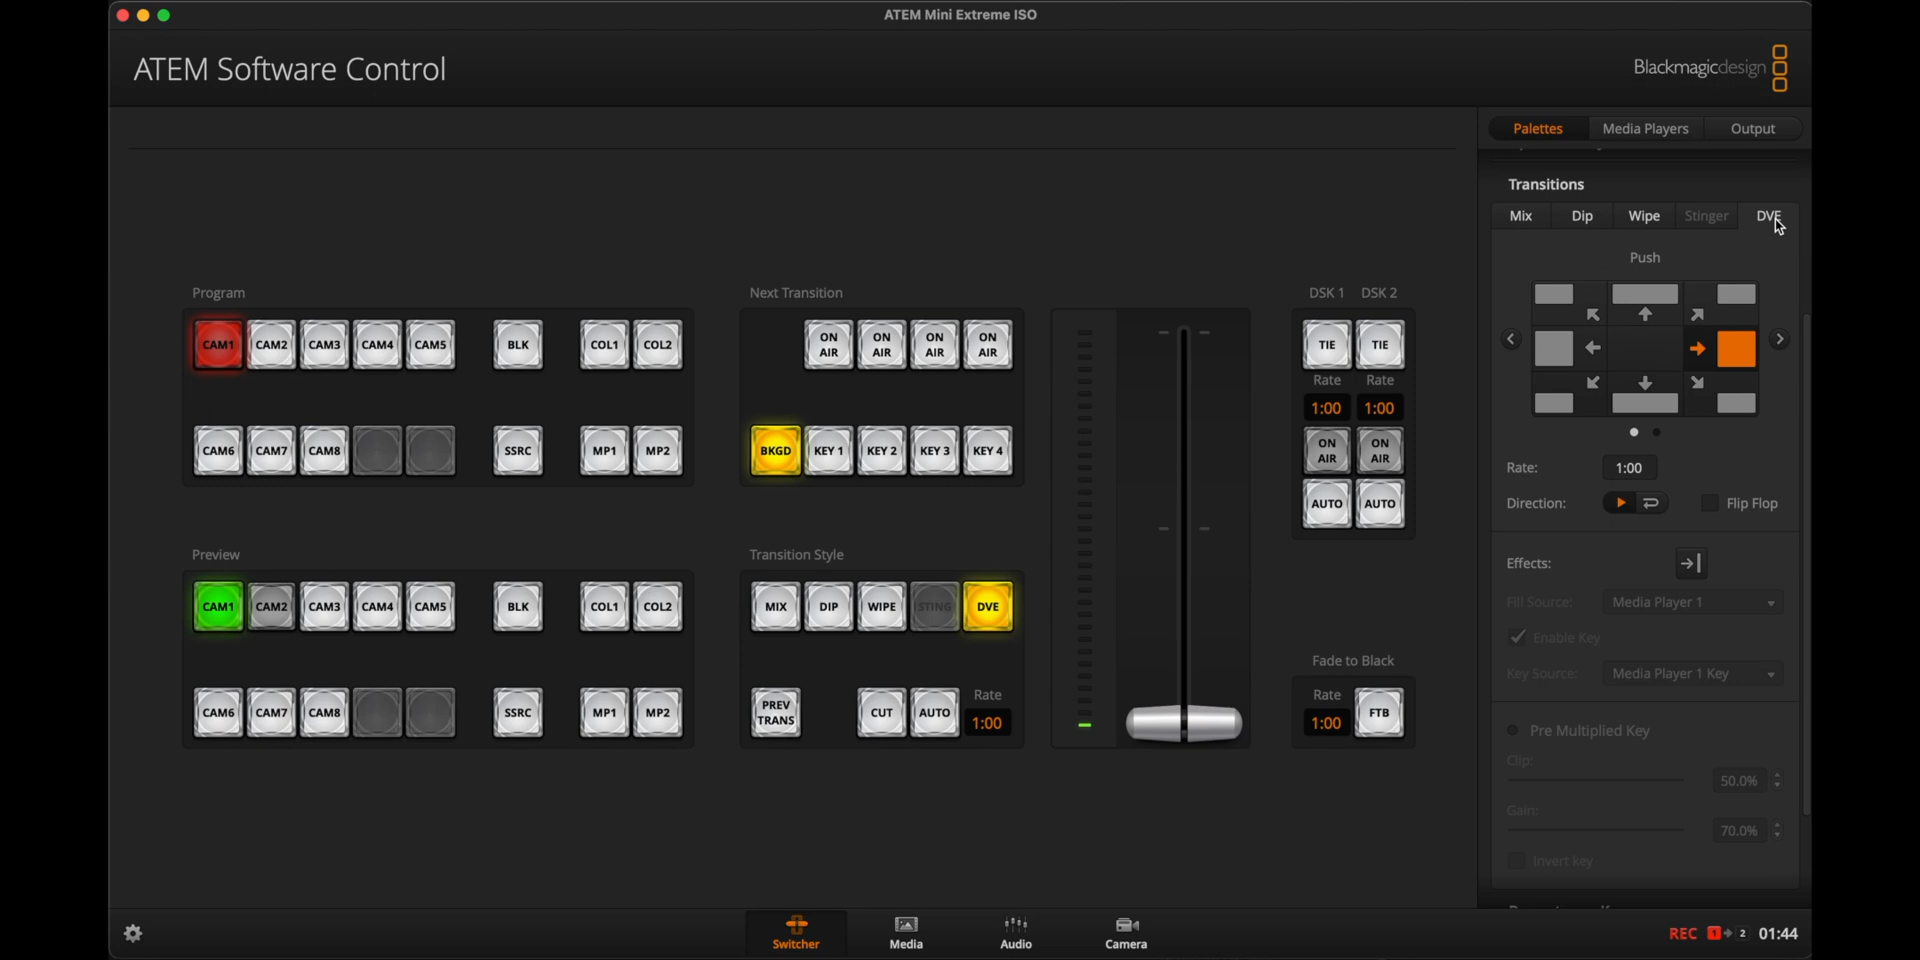 ATEM Mini Extreme ISO
ATEM Software Control
Blackmagicdesign
Palettes
Media Players
Output
Transitions
Mix
Dip
Wipe
Stinger
DVE
Push
Rate:
1:00
Direction:
Flip Flop
Effects:
Fill Source:
Media Player 1
Enable Key
Key Source:
Media Player 1 Key
Pre Multiplied Key
Clip:
50.0%
Gain:
70.0%
Invert key
Program
CAM1
CAM2
CAM3
CAM4
CAM5
BLK
COL1
COL2
CAM6
CAM7
CAM8
SSRC
MP1
MP2
Next Transition
ON
AIR
ON
AIR
ON
AIR
ON
AIR
BKGD
KEY 1
KEY 2
KEY 3
KEY 4
DSK 1
DSK 2
TIE
TIE
Rate
Rate
1:00
1:00
ON
AIR
ON
AIR
AUTO
AUTO
Preview
CAM1
CAM2
CAM3
CAM4
CAM5
BLK
COL1
COL2
CAM6
CAM7
CAM8
SSRC
MP1
MP2
Transition Style
MIX
DIP
WIPE
STING
DVE
PREV
TRANS
CUT
AUTO
Rate
1:00
Fade to Black
Rate
1:00
FTB
Switcher
Media
Audio
Camera
REC
1
2
01:44